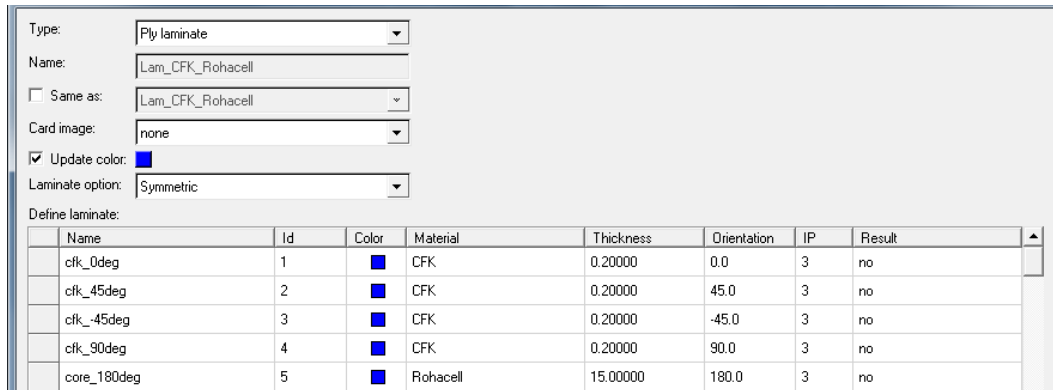 Type: Ply laminate
Name: Lam_CFK_Rohacell
Same as: Lam_CFK_Rohacell
Card image: none
Update color:
Laminate option: Symmetric
Define laminate:
Name Id Color Material Thickness Orientation IP Result
cfk_0deg 1 CFK 0.20000 0.0 3 no
cfk_45deg 2 CFK 0.20000 45.0 3 no
cfk_-45deg 3 CFK 0.20000 -45.0 3 no
cfk_90deg 4 CFK 0.20000 90.0 3 no
core_180deg 5 Rohacell 15.00000 180.0 3 no